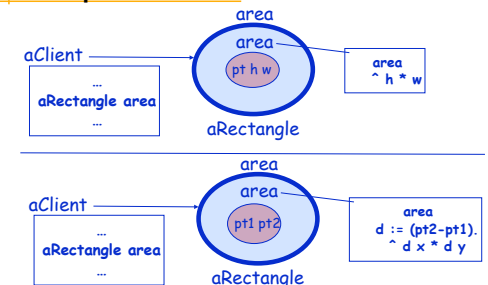 area
area
aClient
pt h w
area
^ h * w
...
aRectangle area
...
aRectangle
area
area
aClient
pt1 pt2
area
d := (pt2-pt1).
^ d x * d y
...
aRectangle area
...
aRectangle